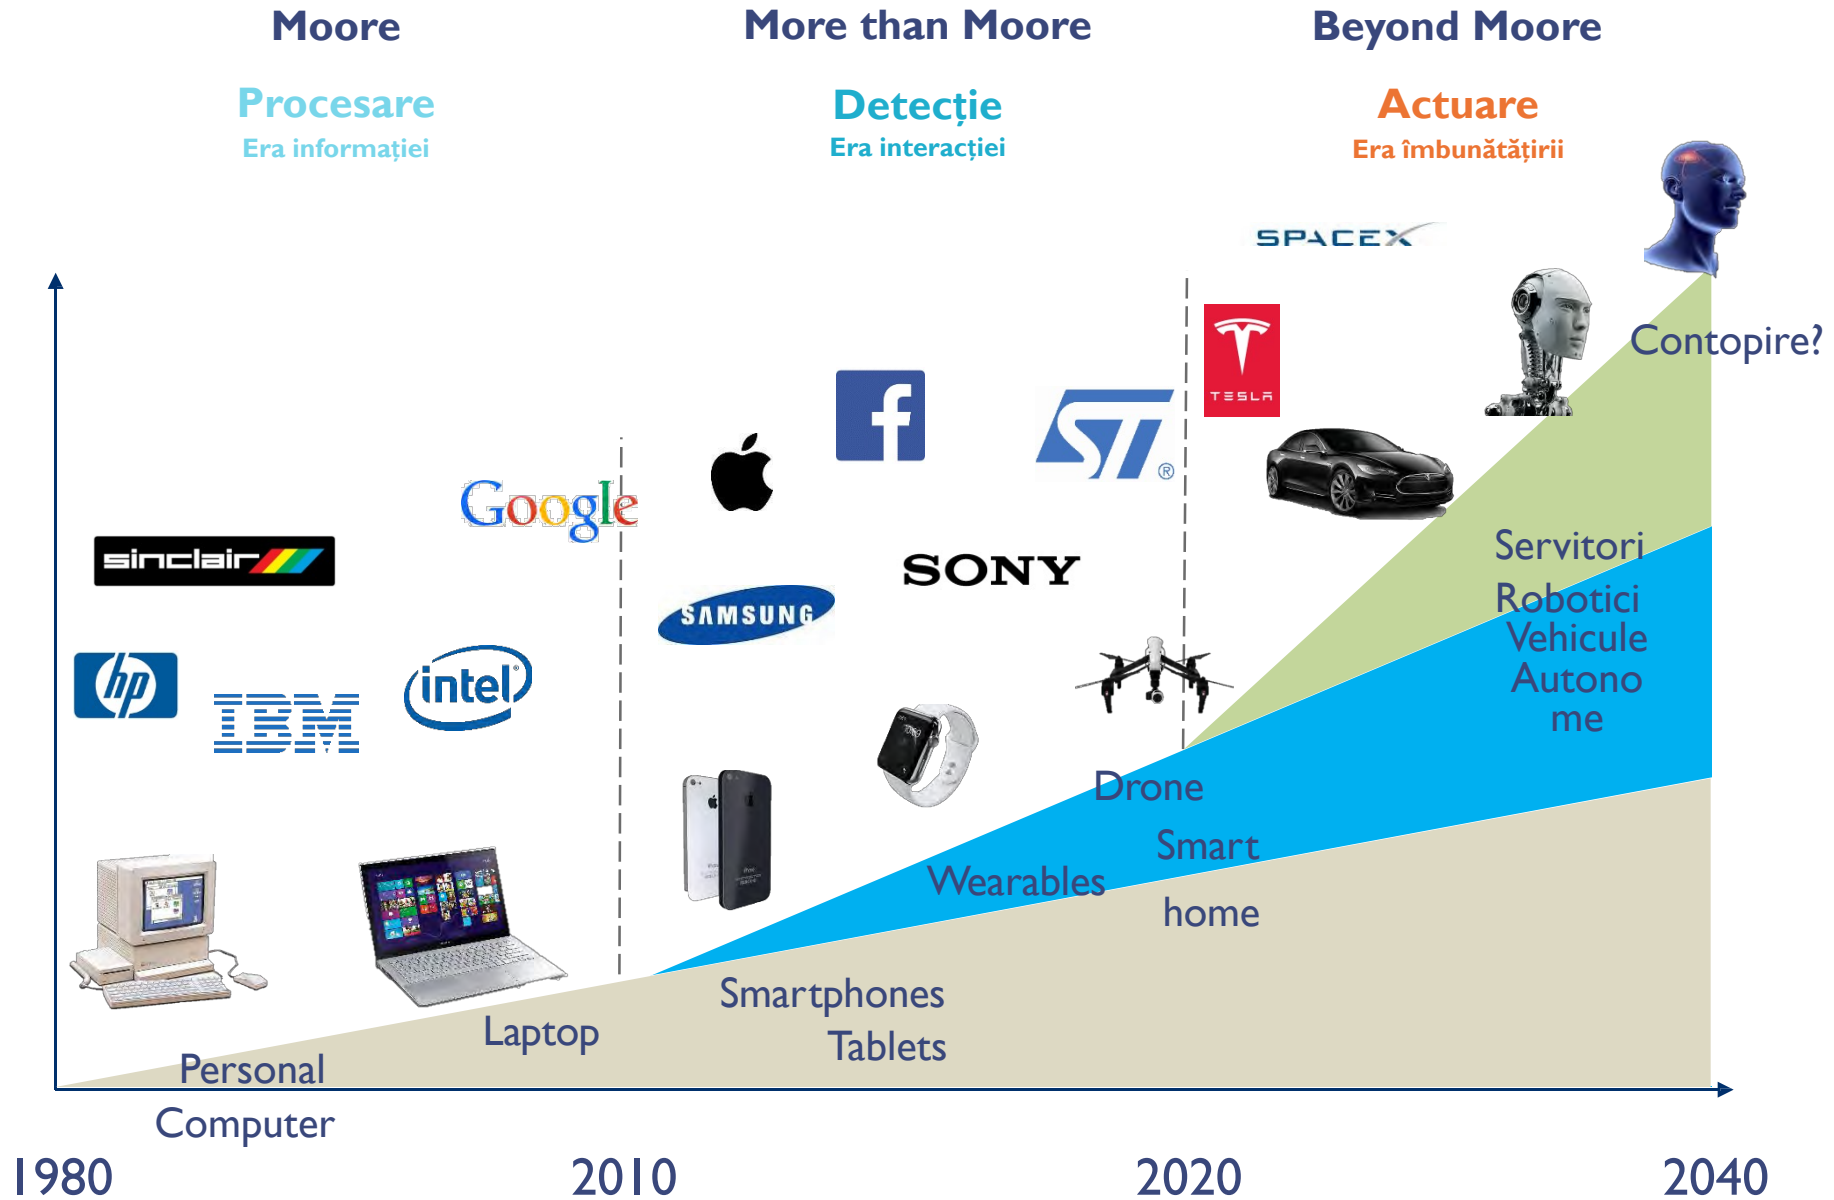 Moore
More than Moore
Beyond Moore
Procesare
Detecție
Actuare
Era informației
Era interacției
Era îmbunătățirii
SPACEX
TESLA
Contopire?
f
ST®
Google
sinclair
SONY
SAMSUNG
Servitori
Robotici
Vehicule
Autono
me
hp
IBM
intel®
Drone
Smart
home
Wearables
Smartphones
Tablets
Laptop
Personal
Computer
1980
2010
2020
2040